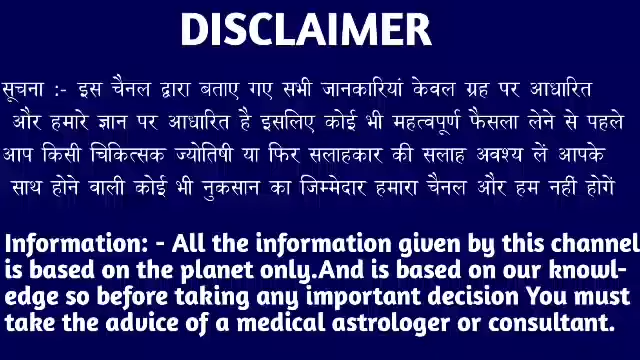 DISCLAIMER
सूचना :- इस चैनल द्वारा बताए गए सभी जानकारियां केवल ग्रह पर आधारित
और हमारे ज्ञान पर आधारित है इसलिए कोई भी महत्वपूर्ण फैसला लेने से पहले
आप किसी चिकित्सक ज्योतिषी या फिर सलाहकार की सलाह अवश्य लें आपके
साथ होने वाली कोई भी नुकसान का जिम्मेदार हमारा चैनल और हम नहीं होगें
Information: - All the information given by this channel
is based on the planet only.And is based on our knowl-
edge so before taking any important decision You must
take the advice of a medical astrologer or consultant.